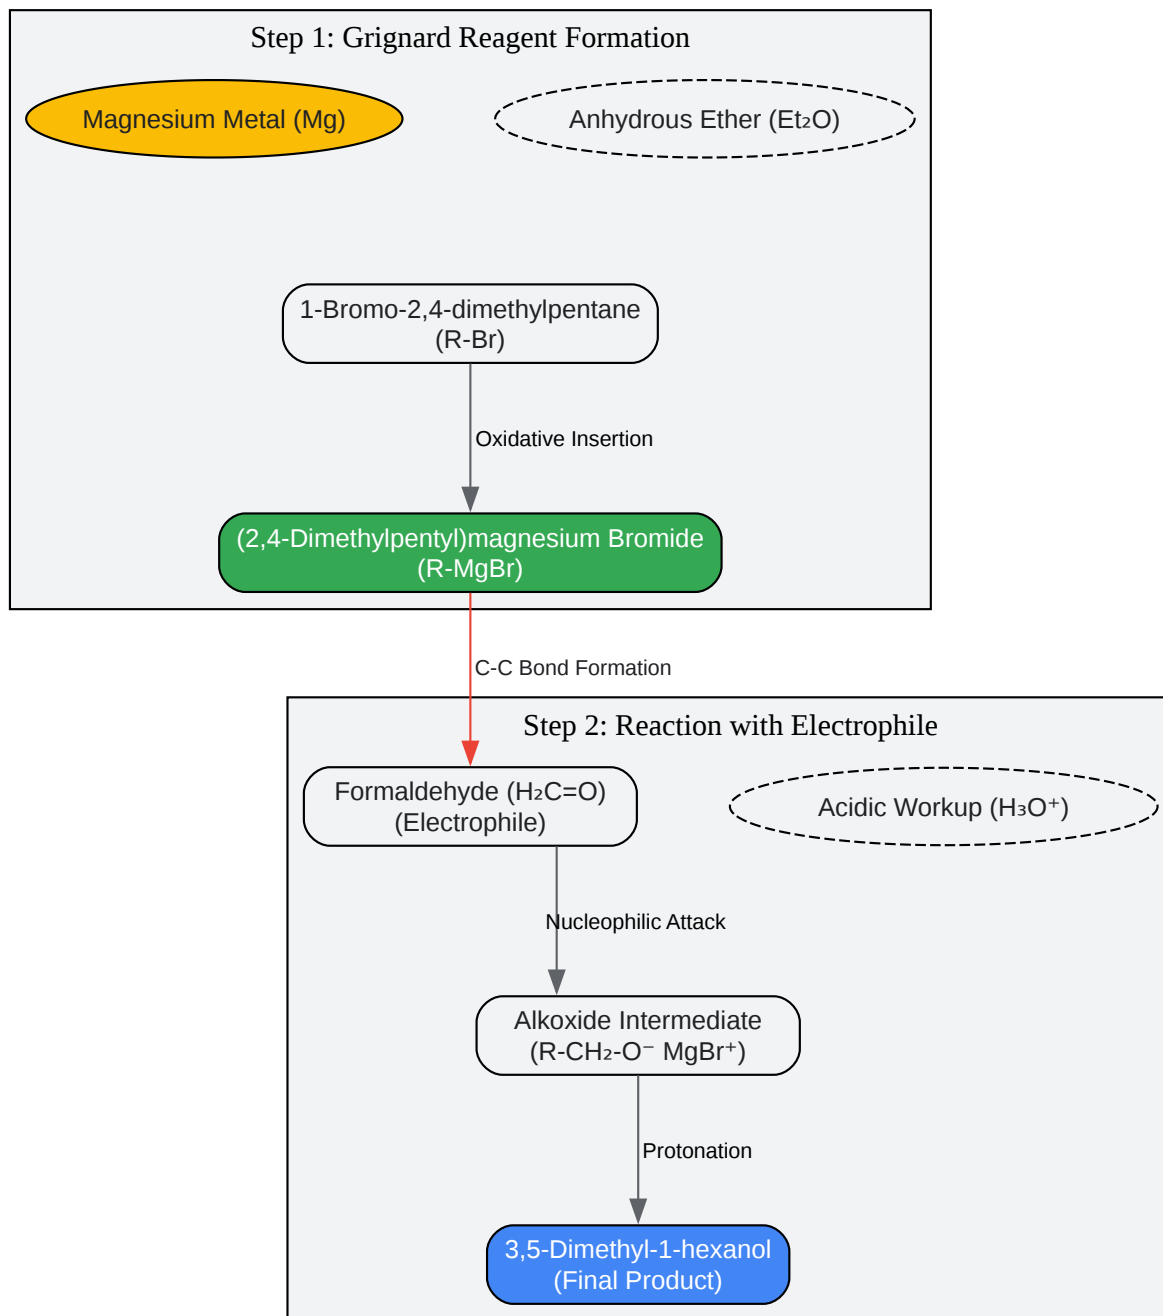 Step 1: Grignard Reagent Formation
Magnesium Metal (Mg)
Anhydrous Ether (Et₂O)
1-Bromo-2,4-dimethylpentane
(R-Br)
Oxidative Insertion
(2,4-Dimethylpentyl)magnesium Bromide
(R-MgBr)
C-C Bond Formation
Step 2: Reaction with Electrophile
Formaldehyde (H₂C=O)
(Electrophile)
Acidic Workup (H₃O⁺)
Nucleophilic Attack
Alkoxide Intermediate
(R-CH₂-O⁻ MgBr⁺)
Protonation
3,5-Dimethyl-1-hexanol
(Final Product)